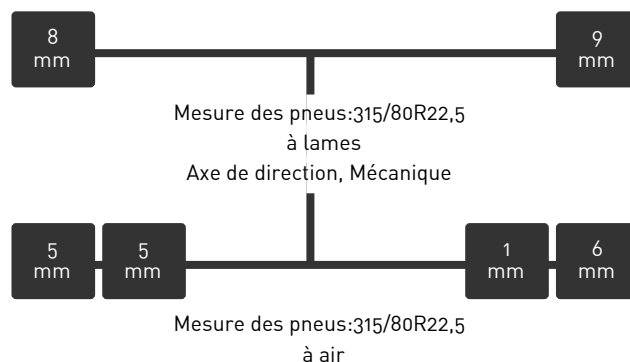 8
mm
9
mm
Mesure des pneus:315/80R22,5
à lames
Axe de direction, Mécanique
5
mm
5
mm
1
mm
6
mm
Mesure des pneus:315/80R22,5
à air